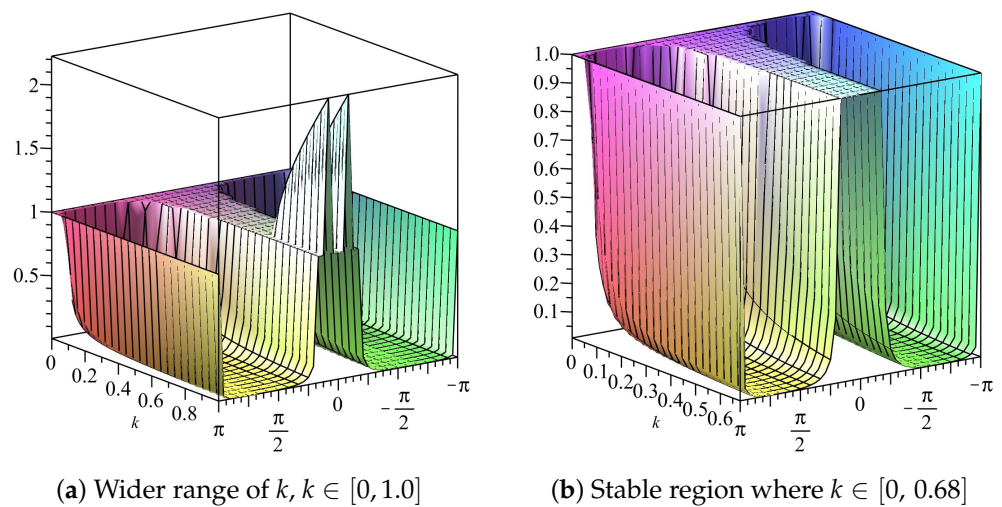 2
1.5
1
0.5
0
0.2
0.4
0.6
0.8
k
π
π/2
0
-π/2
-π
1.0
0.9
0.8
0.7
0.6
0.5
0.4
0.3
0.2
0.1
0
0.1
0.2
0.3
0.4
0.5
0.6
k
π
π/2
0
-π/2
-π
(a) Wider range of k, k ∈ [0, 1.0]
(b) Stable region where k ∈ [0, 0.68]